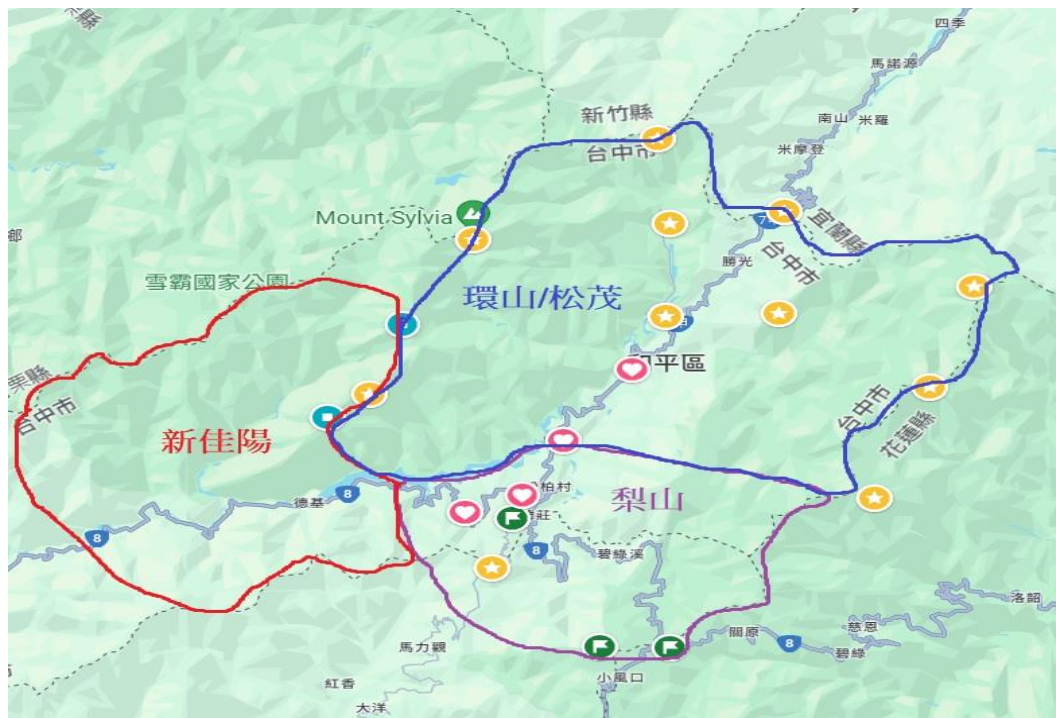 四季
馬諾源
南山
米羅
米摩登
新竹縣
台中市
Mount Sylvia
宜蘭縣
台中市
勝光
雪霸國家公園
環山/松茂
和平區
栗縣
台中市
新佳陽
台中市
花蓮縣
柏村
梨山
德基
8
8
8
碧綠溪
馬力觀
關原
8
慈恩
碧綠
洛韶
小風口
紅香
大洋